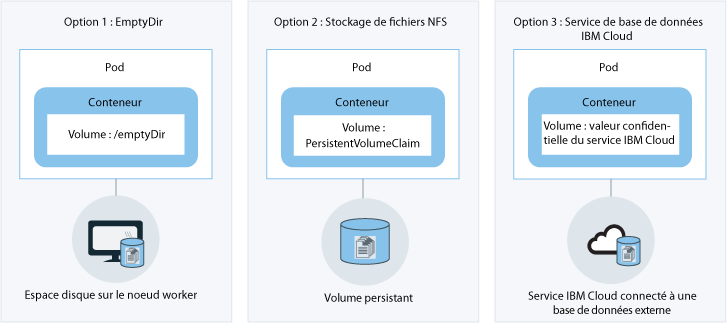 Option 1 : EmptyDir
Pod
Conteneur
Volume : /emptyDir
Espace disque sur le noeud worker
Option 2 : Stockage de fichiers NFS
Pod
Conteneur
Volume :
PersistentVolumeClaim
Volume persistant
Option 3 : Service de base de données
IBM Cloud
Pod
Conteneur
Volume : valeur confiden-
tielle du service IBM Cloud
Service IBM Cloud connecté à une
base de données externe